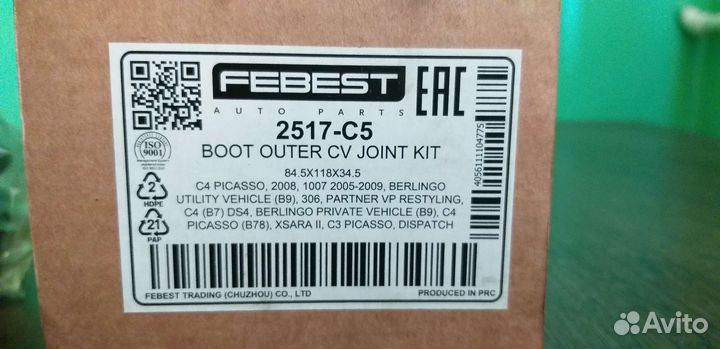 FEBEST
EAC
AUTO PARTS
2517-C5
BOOT OUTER CV JOINT KIT
84.5X118X34.5
C4 PICASSO, 2008, 1007 2005-2009, BERLINGO
UTILITY VEHICLE (B9), 306, PARTNER VP RESTYLING,
C4 (B7) DS4, BERLINGO PRIVATE VEHICLE (B9), C4
PICASSO (B78), XSARA II, C3 PICASSO, DISPATCH
ISO
9001
2
HDPE
21
PAP
4056111104775
FEBEST TRADING (CHUZHOU) CO., LTD
PRODUCED IN PRC
Avito